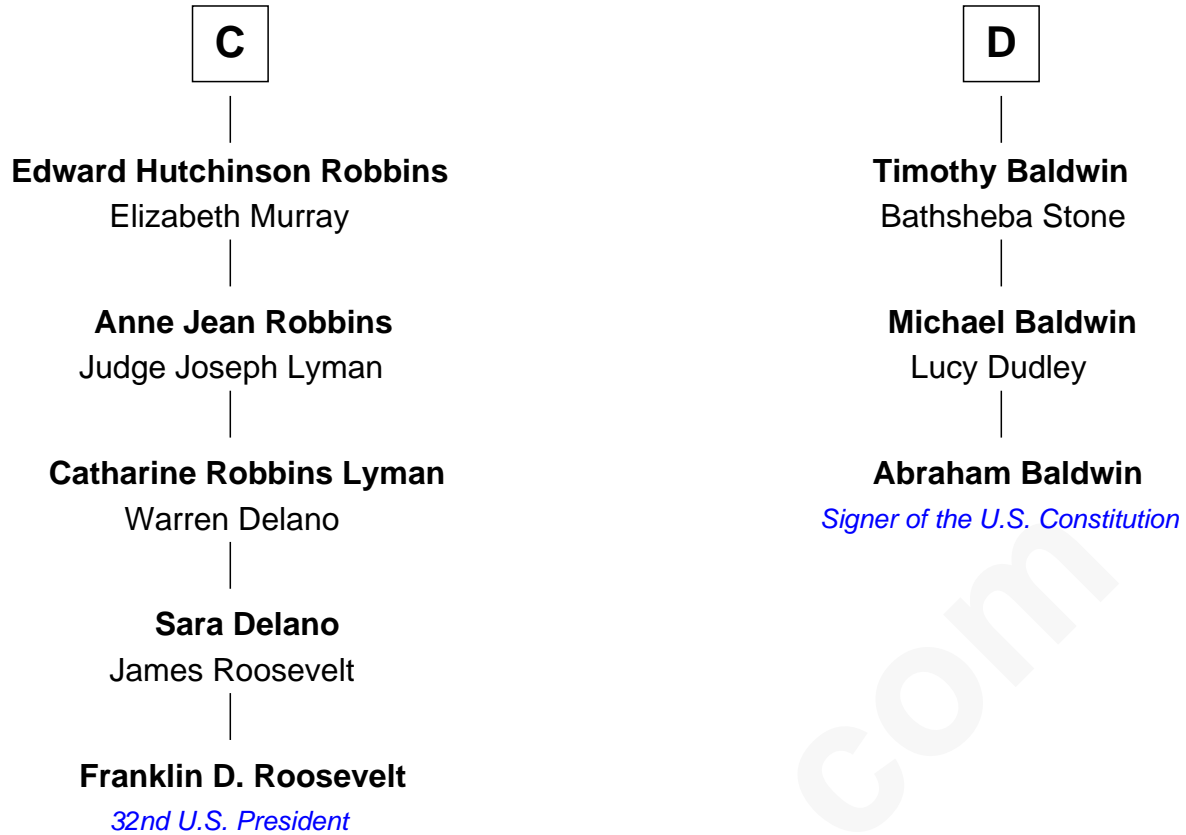 C
Edward Hutchinson Robbins
Elizabeth Murray
Anne Jean Robbins
Judge Joseph Lyman
Catharine Robbins Lyman
Warren Delano
Sara Delano
James Roosevelt
Franklin D. Roosevelt
32nd U.S. President
D
Timothy Baldwin
Bathsheba Stone
Michael Baldwin
Lucy Dudley
Abraham Baldwin
Signer of the U.S. Constitution
com